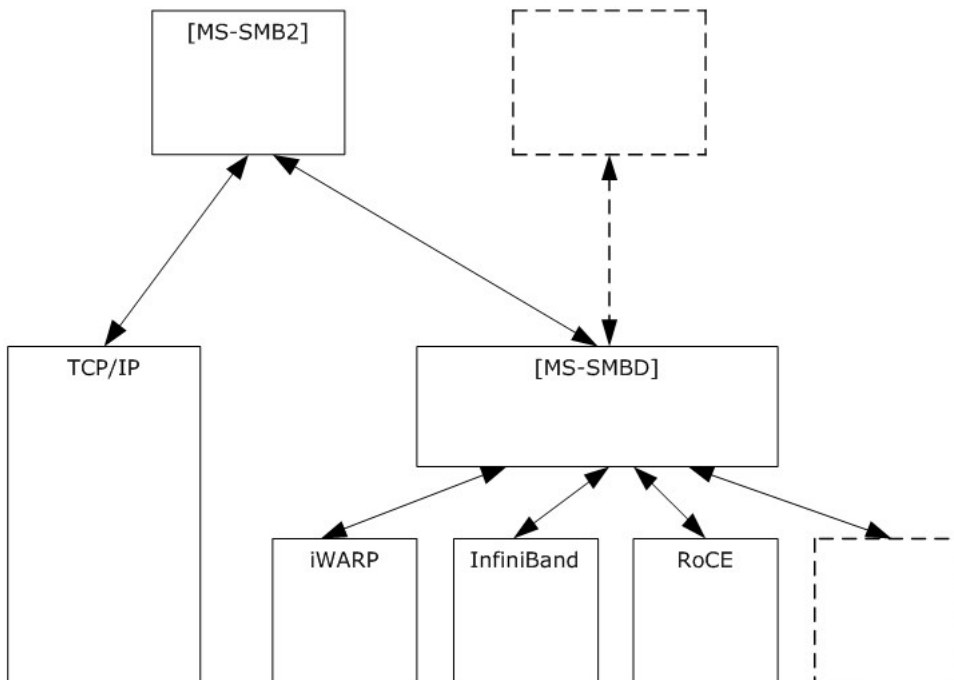 [MS-SMB2]
TCP/IP
[MS-SMBD]
iWARP
InfiniBand
RoCE